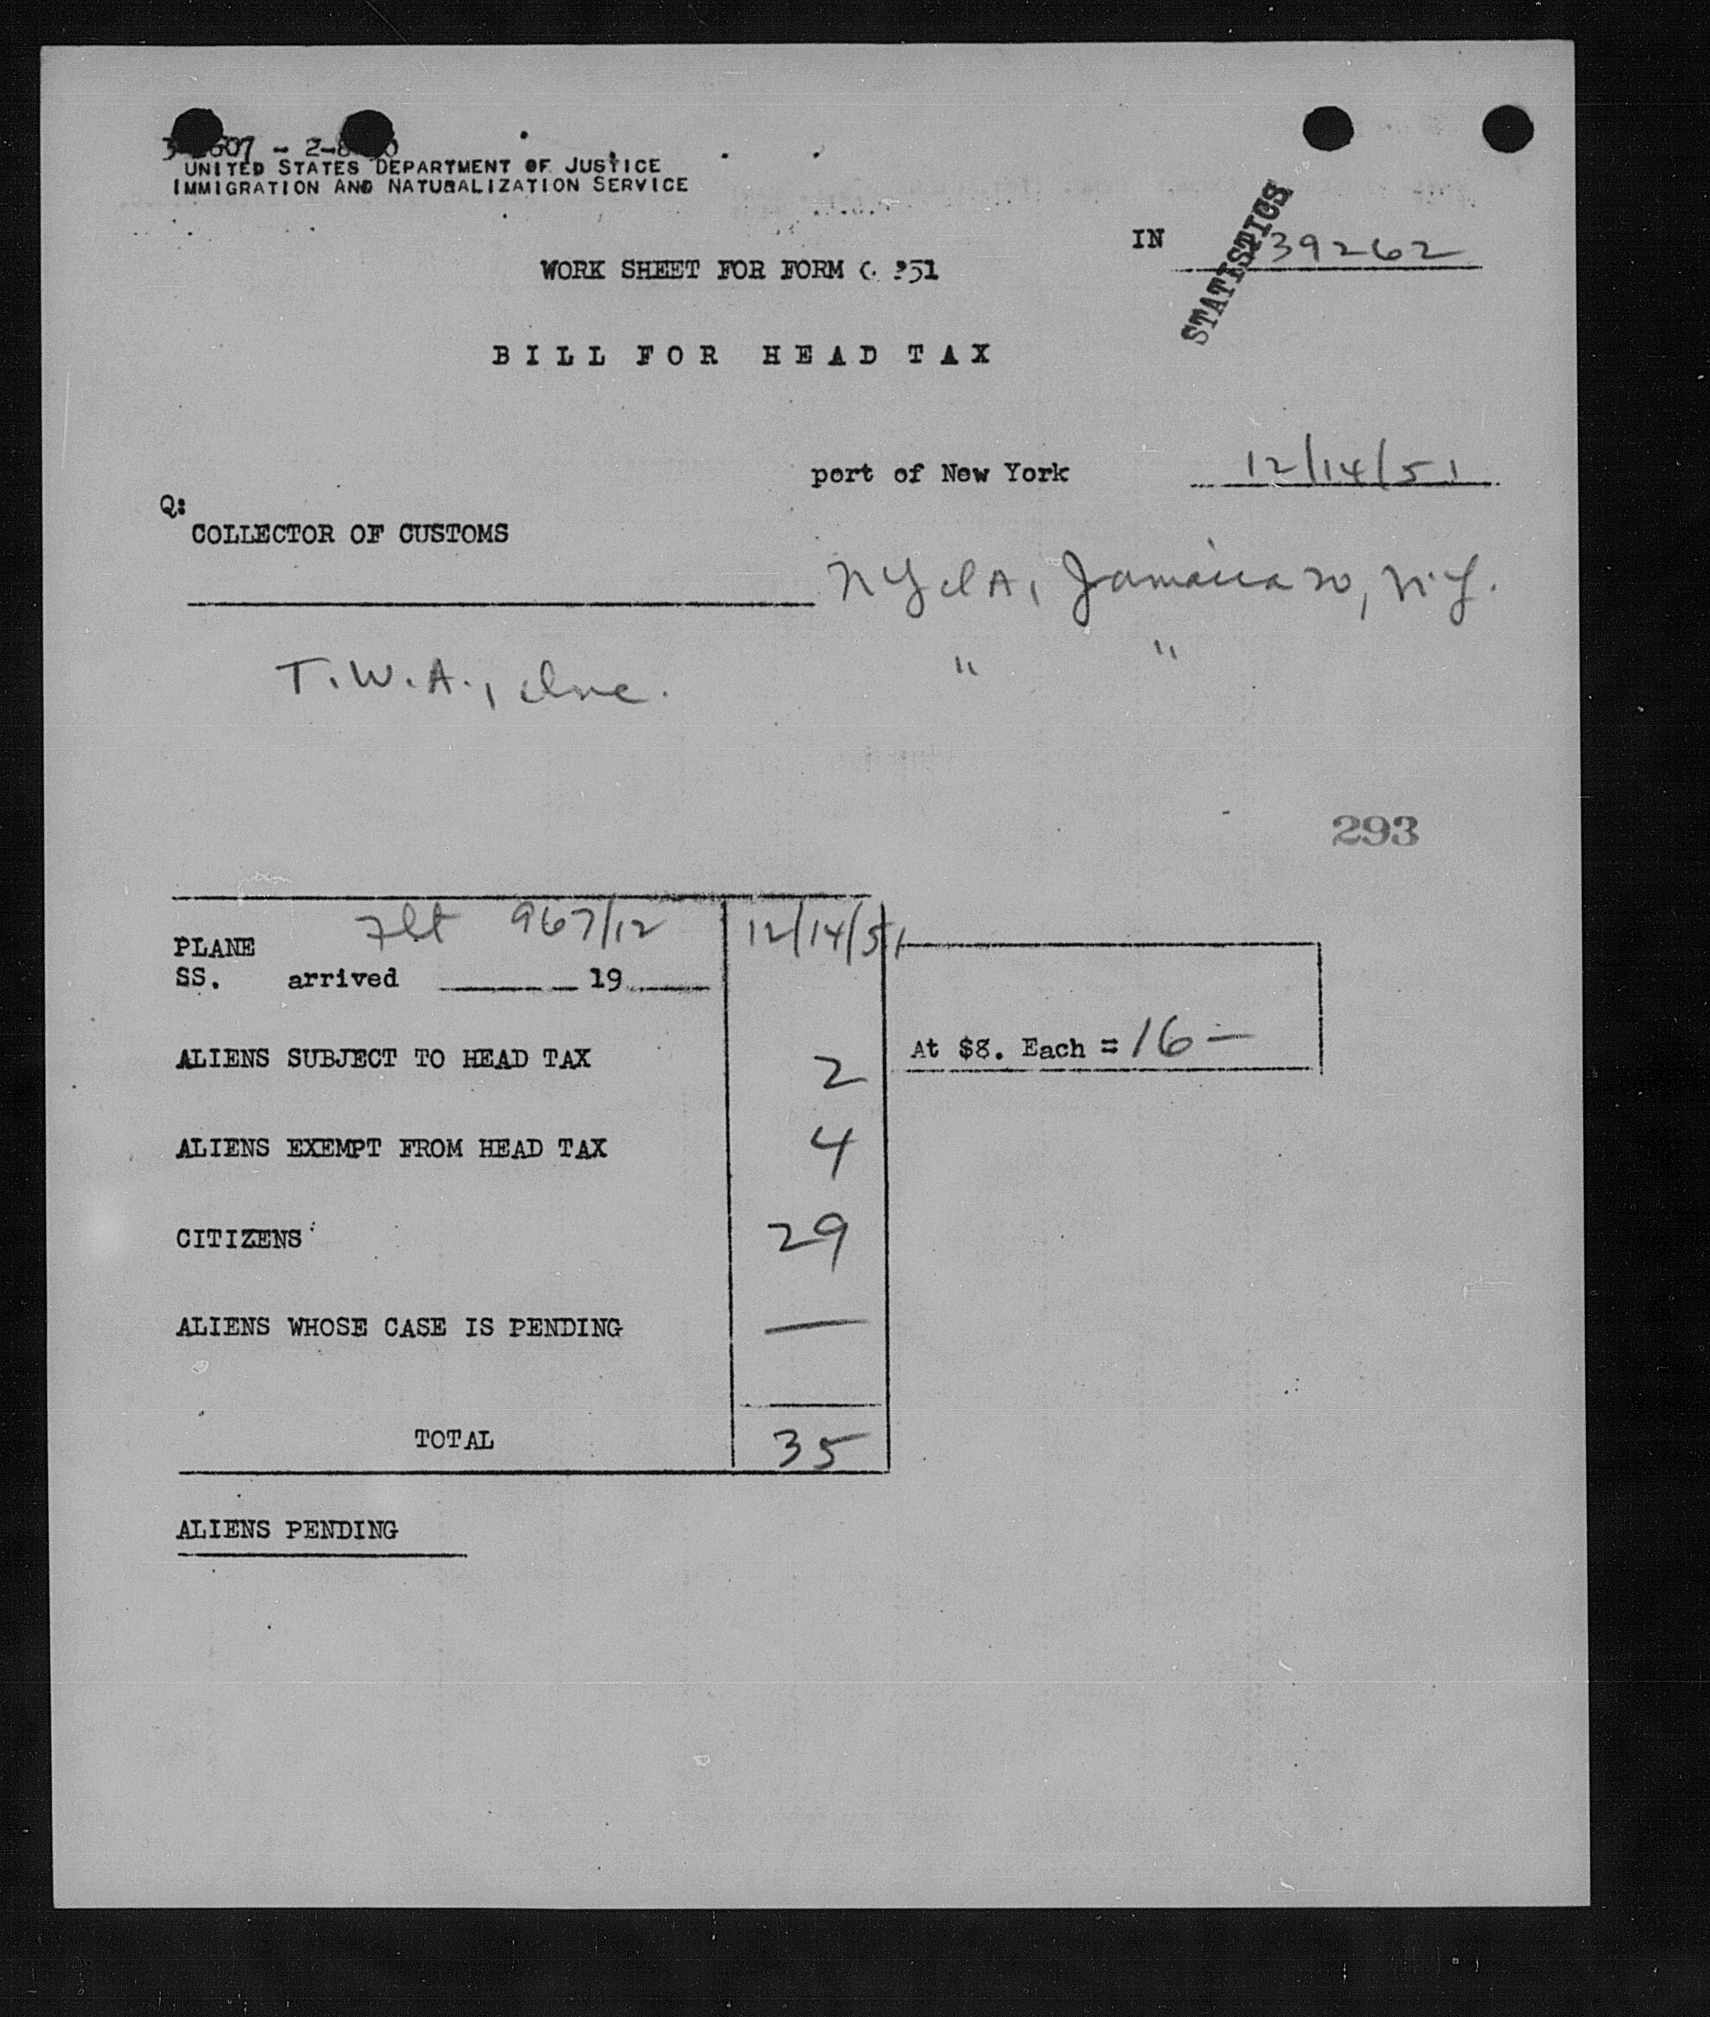 UNITED STATES DEPARTMENT OF JUSTICE
IMMIGRATION AND NATURALIZATION SERVICE
IN 39262
STATISTICS
WORK SHEET FOR FORM
BILL FOR HEAD TAX
port of New York 12/14/51
Q:
COLLECTOR OF CUSTOMS
NYIA, Jamaica 20, N.Y.
T.W.A., Inc. " "
293
Flt 967/12 12/14/51
PLANE
SS. arrived 19
ALIENS SUBJECT TO HEAD TAX 2 At $8. Each = 16—
ALIENS EXEMPT FROM HEAD TAX 4
CITIZENS 29
ALIENS WHOSE CASE IS PENDING —
TOTAL 35
ALIENS PENDING